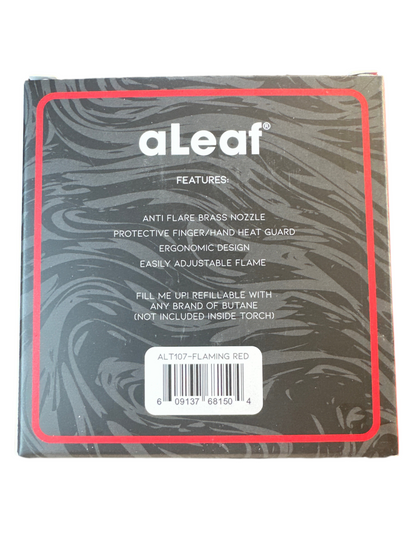 aLeaf®
FEATURES:
ANTI FLARE BRASS NOZZLE
PROTECTIVE FINGER/HAND HEAT GUARD
ERGONOMIC DESIGN
EASILY ADJUSTABLE FLAME
FILL ME UP! REFILLABLE WITH
ANY BRAND OF BUTANE
(NOT INCLUDED INSIDE TORCH)
ALT107-FLAMING RED
6 09137 68150 4